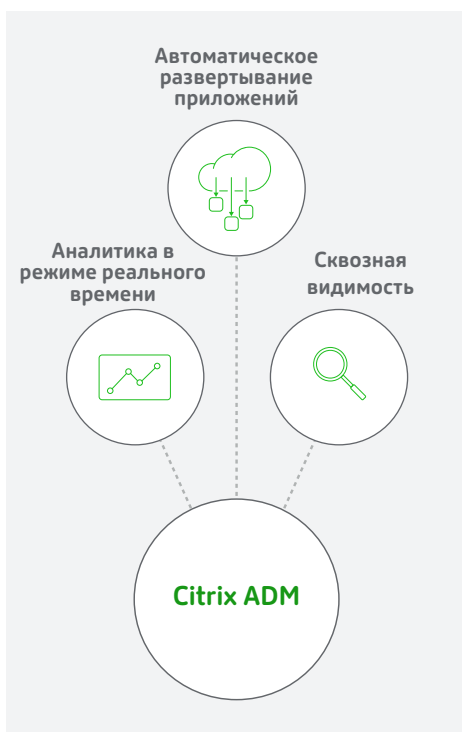 Автоматическое
развертывание
приложений
Аналитика в
режиме реального
времени
Сквозная
видимость
Citrix ADM